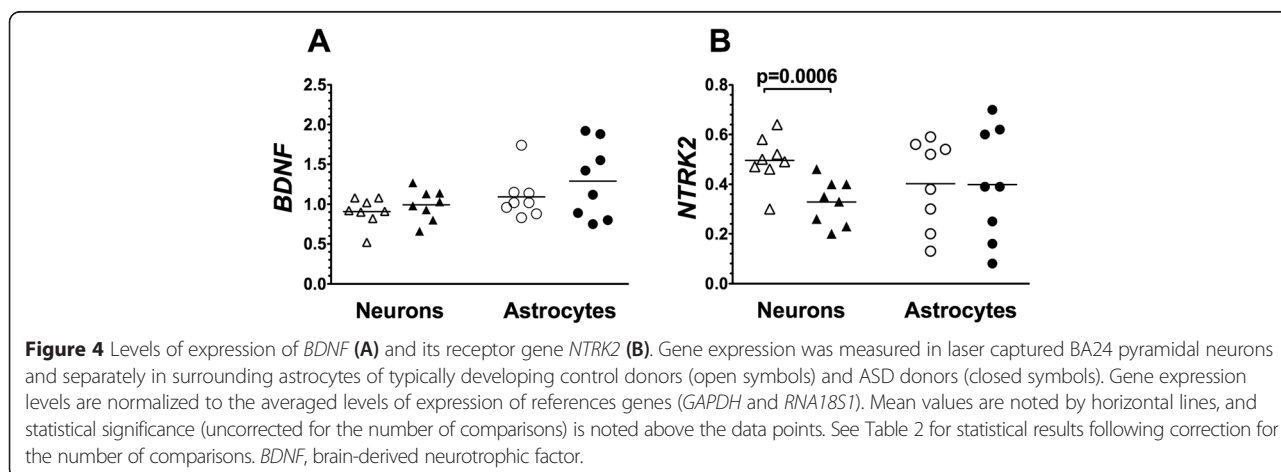 A
B
2.5
2.0
1.5
1.0
0.5
0.0
BDNF
Neurons Astrocytes
0.8
0.6
0.4
0.2
0.0
NTRK2
p=0.0006
Neurons Astrocytes
Figure 4 Levels of expression of BDNF (A) and its receptor gene NTRK2 (B). Gene expression was measured in laser captured BA24 pyramidal neurons
and separately in surrounding astrocytes of typically developing control donors (open symbols) and ASD donors (closed symbols). Gene expression
levels are normalized to the averaged levels of expression of references genes (GAPDH and RNA18S1). Mean values are noted by horizontal lines, and
statistical significance (uncorrected for the number of comparisons) is noted above the data points. See Table 2 for statistical results following correction for
the number of comparisons. BDNF, brain-derived neurotrophic factor.